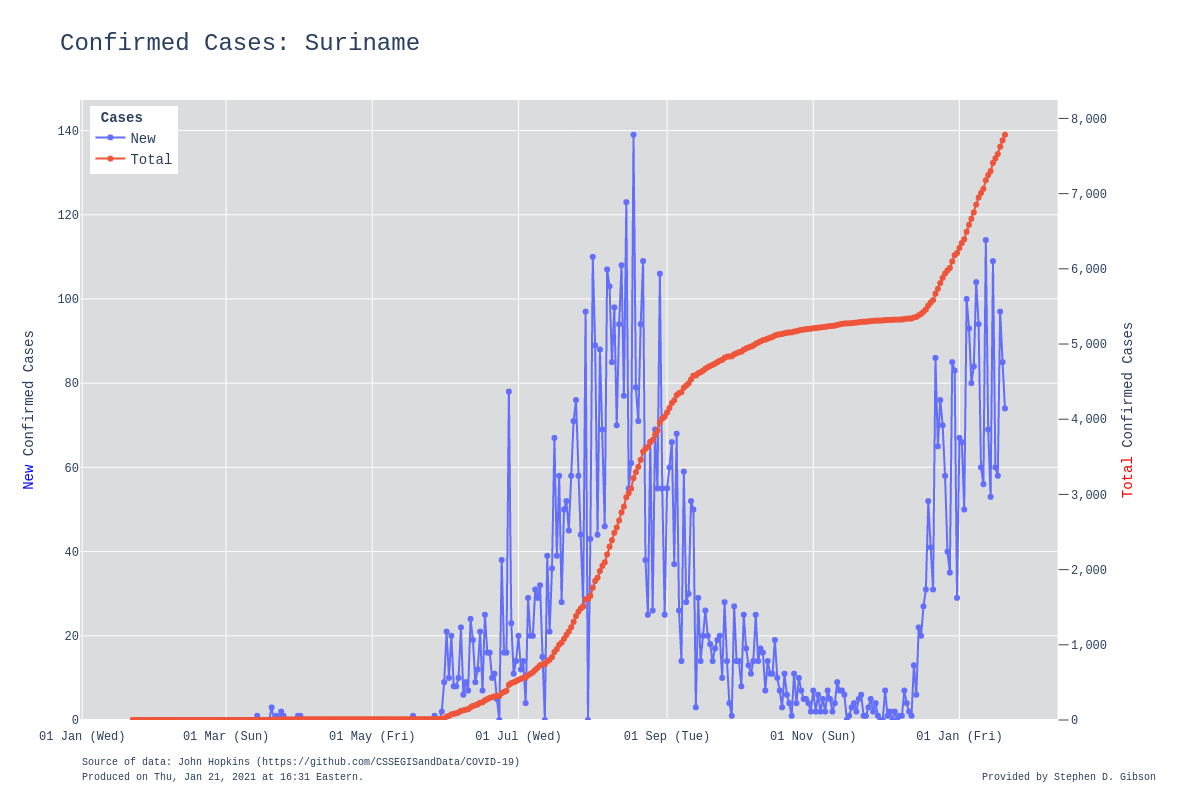 Confirmed Cases: Suriname
Cases
New
Total
140
120
100
80
60
40
20
0
8,000
7,000
6,000
5,000
4,000
3,000
2,000
1,000
0
New Confirmed Cases
Total Confirmed Cases
01 Jan (Wed)
01 Mar (Sun)
01 May (Fri)
01 Jul (Wed)
01 Sep (Tue)
01 Nov (Sun)
01 Jan (Fri)
Source of data: John Hopkins (https://github.com/CSSEGISandData/COVID-19)
Produced on Thu, Jan 21, 2021 at 16:31 Eastern.
Provided by Stephen D. Gibson